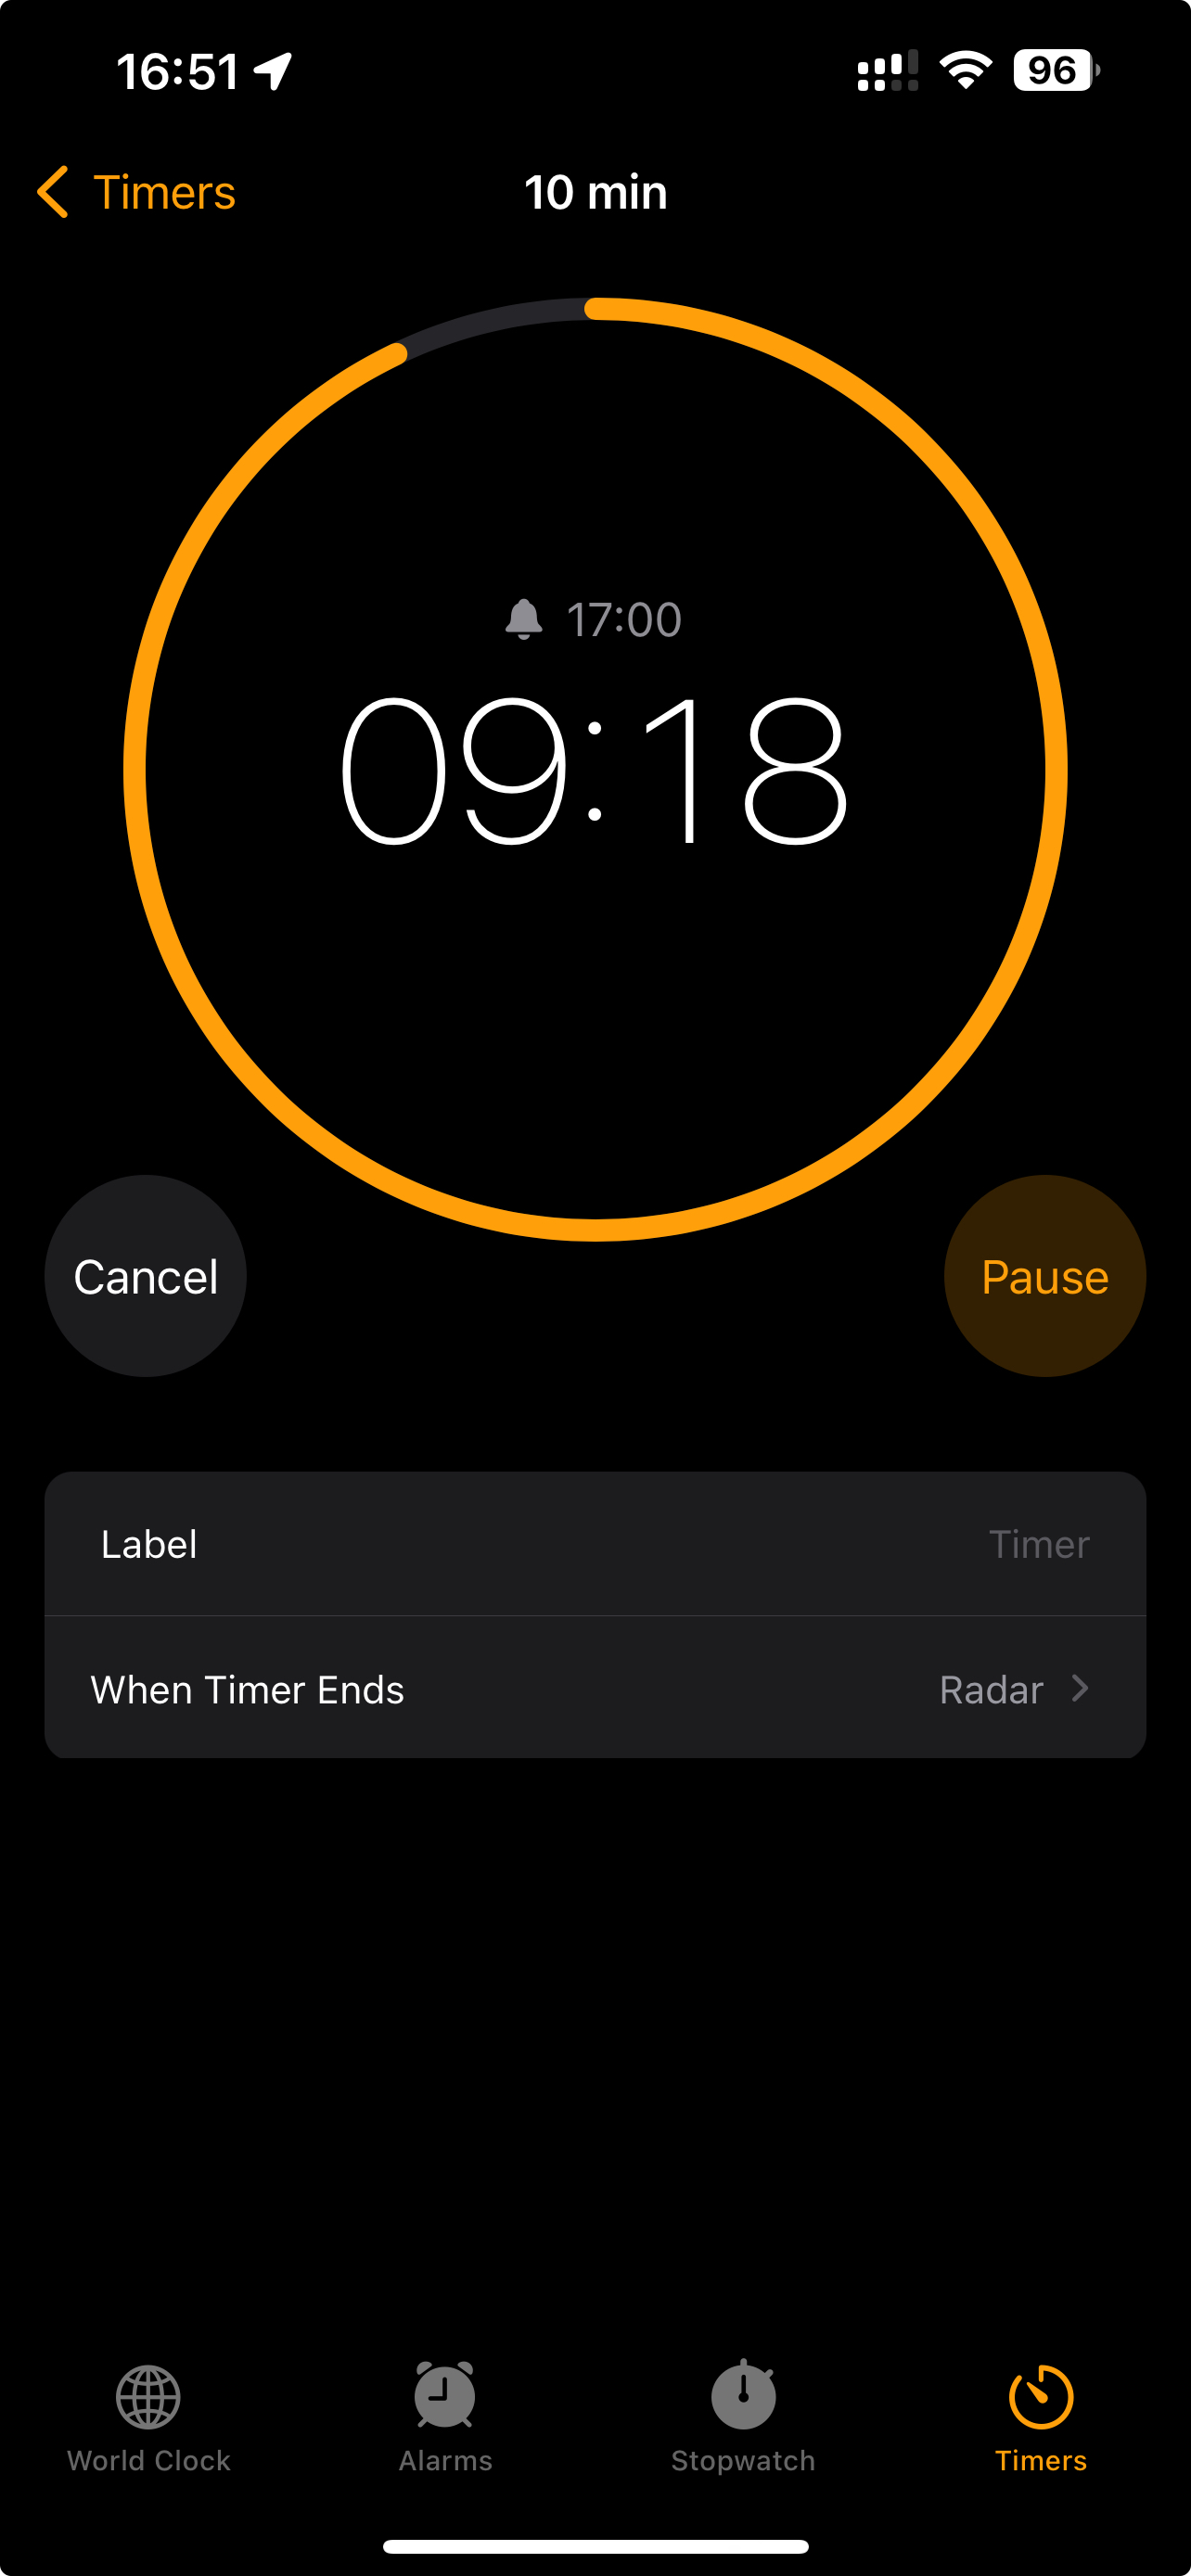 16:51
96
Timers
10 min
17:00
09:18
Cancel
Pause
Label
Timer
When Timer Ends
Radar
World Clock
Alarms
Stopwatch
Timers